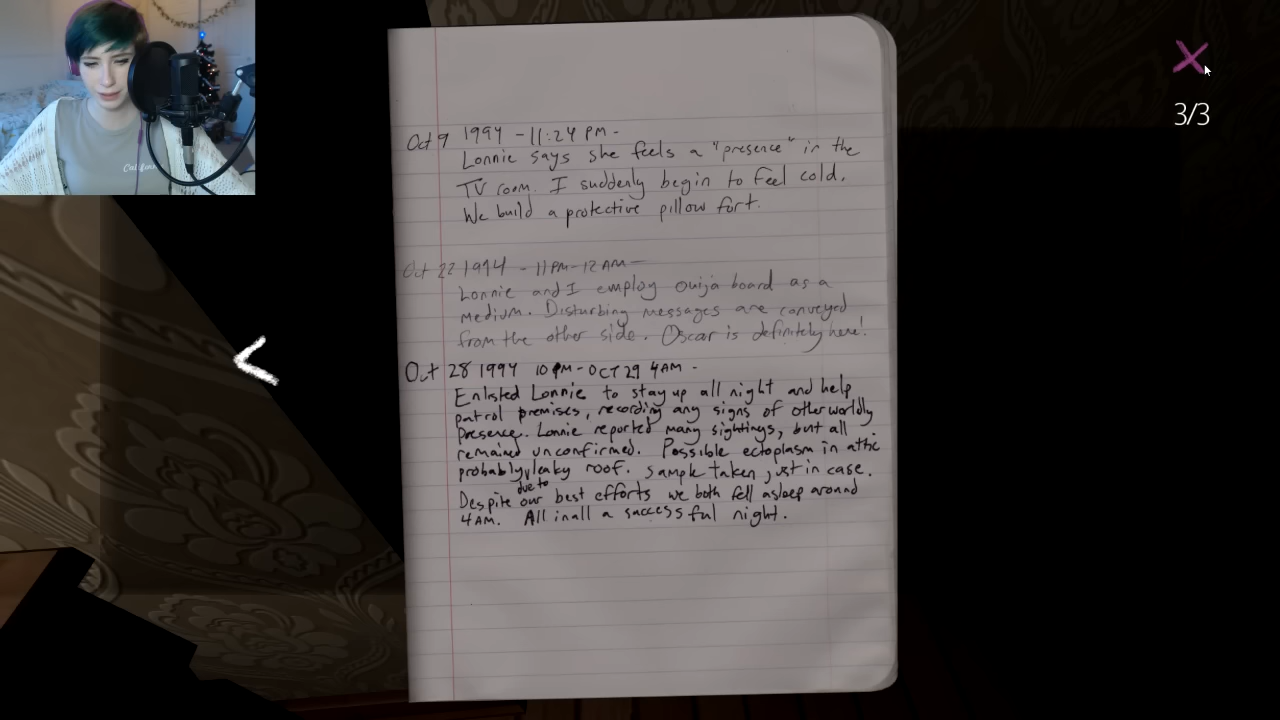 3/3
Oct 9 1994 - 11:24 PM -
Lonnie says she feels a "presence" in the
TV room. I suddenly begin to feel cold.
We build a protective pillow fort.
Oct 22 1994 - 11PM-12AM -
Lonnie and I employ ouija board as a
medium. Disturbing messages are conveyed
from the other side. Oscar is definitely here!
Oct 28 1994 10PM - OCT 29 4AM -
Enlisted Lonnie to stay up all night and help
patrol premises, recording any signs of otherworldly
presence. Lonnie reported many sightings, but all
remained unconfirmed. Possible ectoplasm in attic
probably leaky roof. Sample taken just in case.
due to
Despite our best efforts we both fell asleep around
4AM. All in all a successful night.